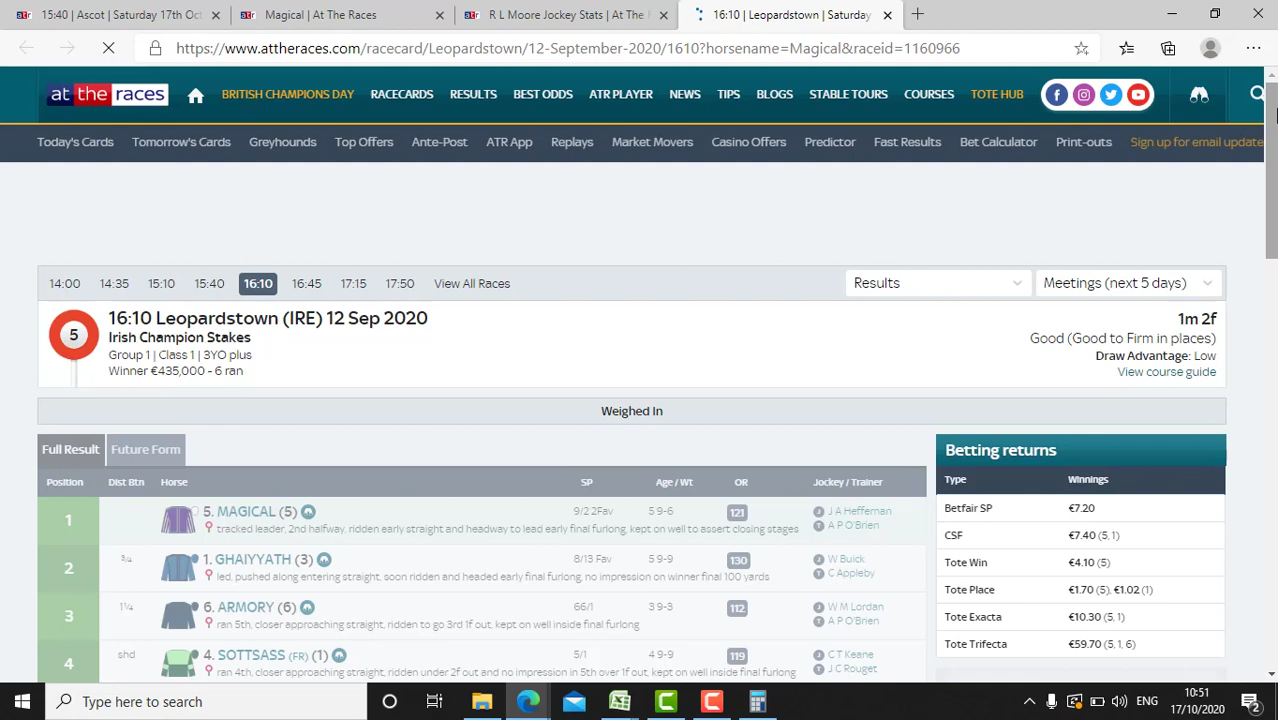 15:40 | Ascot | Saturday 17th Oct
Magical | At The Races
R L Moore Jockey Stats | At The R
16:10 | Leopardstown | Saturday
https://www.attheraces.com/racecard/Leopardstown/12-September-2020/1610?horsename=Magical&raceid=1160966
at the races
BRITISH CHAMPIONS DAY RACECARDS RESULTS BEST ODDS ATR PLAYER NEWS TIPS BLOGS STABLE TOURS COURSES TOTE HUB
Today's Cards Tomorrow's Cards Greyhounds Top Offers Ante-Post ATR App Replays Market Movers Casino Offers Predictor Fast Results Bet Calculator Print-outs Sign up for email update
14:00 14:35 15:10 15:40 16:10 16:45 17:15 17:50 View All Races Results Meetings (next 5 days)
5 16:10 Leopardstown (IRE) 12 Sep 2020 1m 2f
Irish Champion Stakes Good (Good to Firm in places)
Group 1 | Class 1 | 3YO plus Draw Advantage: Low
Winner €435,000 - 6 ran View course guide
Weighed In
Full Result Future Form
Position Dist Btn Horse SP Age / Wt OR Jockey / Trainer
1 5. MAGICAL (5) 9/2 2Fav 5 9-6 121 J J A Heffernan
tracked leader, 2nd halfway, ridden early straight and headway to lead early final furlong, kept on well to assert closing stages T A P O'Brien
2 ¾ 1. GHAIYYATH (3) 8/13 Fav 5 9-9 130 J W Buick
led, pushed along entering straight, soon ridden and headed early final furlong, no impression on winner final 100 yards T C Appleby
3 1¼ 6. ARMORY (6) 66/1 3 9-3 112 J W M Lordan
ran 5th, closer approaching straight, ridden to go 3rd 1f out, kept on well inside final furlong T A P O'Brien
4 shd 4. SOTTSASS (FR) (1) 5/1 4 9-9 119 J C T Keane
ran 4th, closer approaching straight, ridden under 2f out and no impression in 5th over 1f out, kept on well inside final furlong T J C Rouget
Betting returns
Type Winnings
Betfair SP €7.20
CSF €7.40 (5, 1)
Tote Win €4.10 (5)
Tote Place €1.70 (5), €1.02 (1)
Tote Exacta €10.30 (5, 1)
Tote Trifecta €59.70 (5, 1, 6)
Type here to search
ENG
10:51
17/10/2020
2